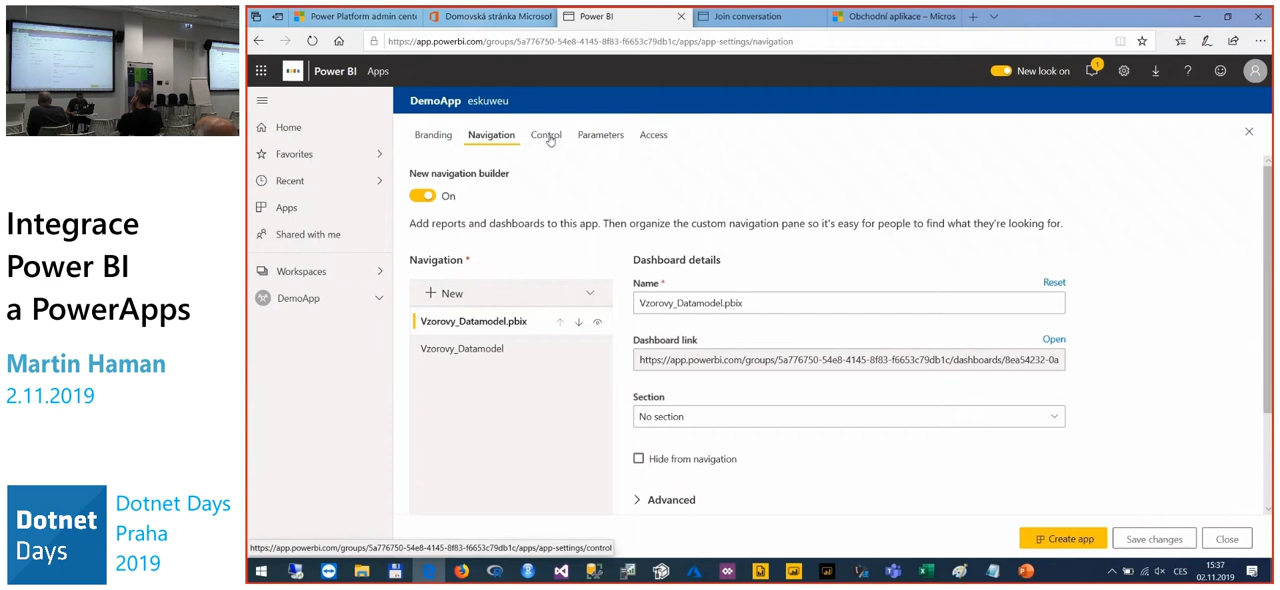 Integrace
Power BI
a PowerApps
Martin Haman
2.11.2019
Dotnet
Days
Dotnet Days
Praha
2019
Power Platform admin cente
Domovská stránka Microsof
Power BI
Join conversation
Obchodní aplikace – Micros
https://app.powerbi.com/groups/5a776750-54e8-4145-8f83-f6653c79db1c/apps/app-settings/navigation
Power BI
Apps
New look on
1
DemoApp eskuweu
Home
Favorites
Recent
Apps
Shared with me
Workspaces
DemoApp
Branding
Navigation
Control
Parameters
Access
New navigation builder
On
Add reports and dashboards to this app. Then organize the custom navigation pane so it's easy for people to find what they're looking for.
Navigation *
New
Vzorovy_Datamodel.pbix
Vzorovy_Datamodel
Dashboard details
Name *
Reset
Vzorovy_Datamodel.pbix
Dashboard link
Open
https://app.powerbi.com/groups/5a776750-54e8-4145-8f83-f6653c79db1c/dashboards/8ea54232-0a
Section
No section
Hide from navigation
Advanced
Create app
Save changes
Close
https://app.powerbi.com/groups/5a776750-54e8-4145-8f83-f6653c79db1c/apps/app-settings/control
CES
15:37
02.11.2019